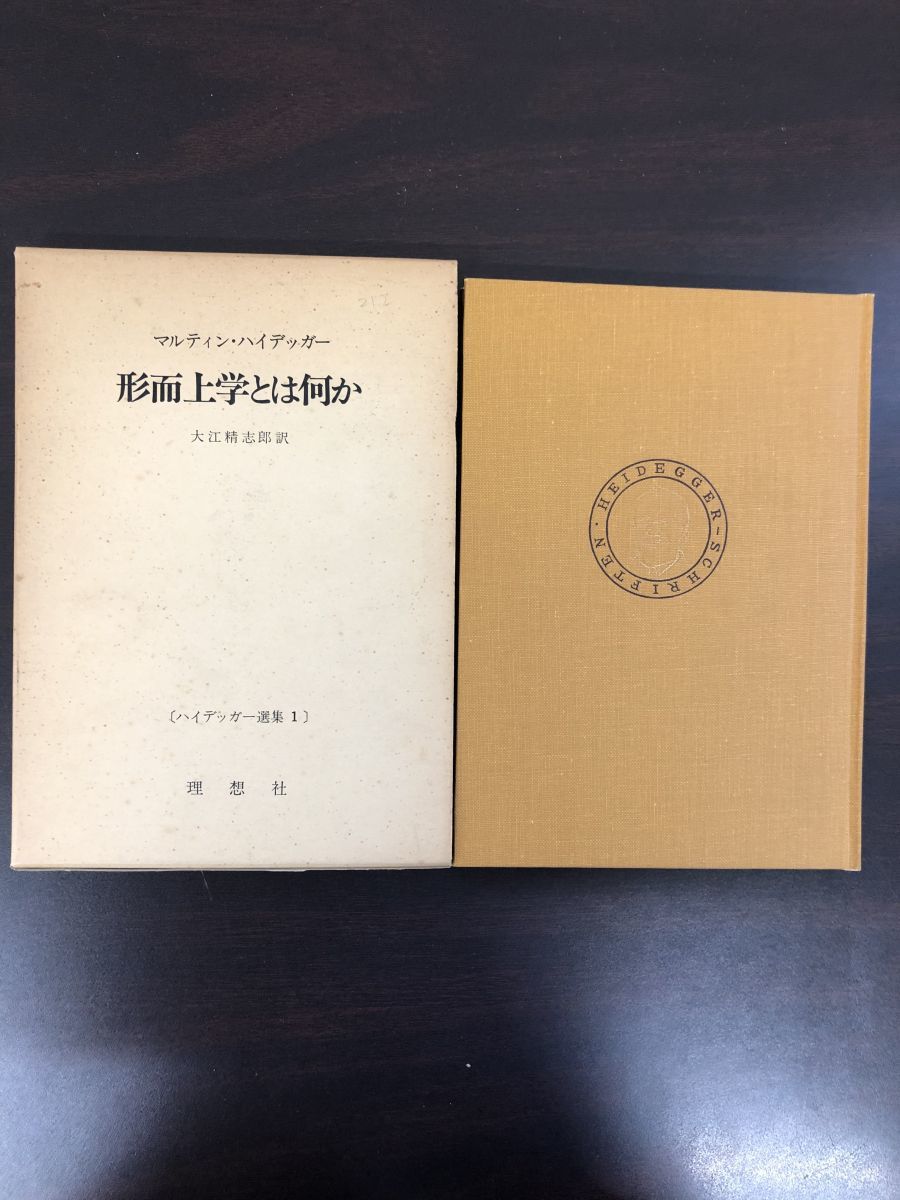 212
マルティン・ハイデッガー
形而上学とは何か
大江精志郎訳
〔ハイデッガー選集 1〕
理想社
HEIDEGGER-SCHRIFTEN・